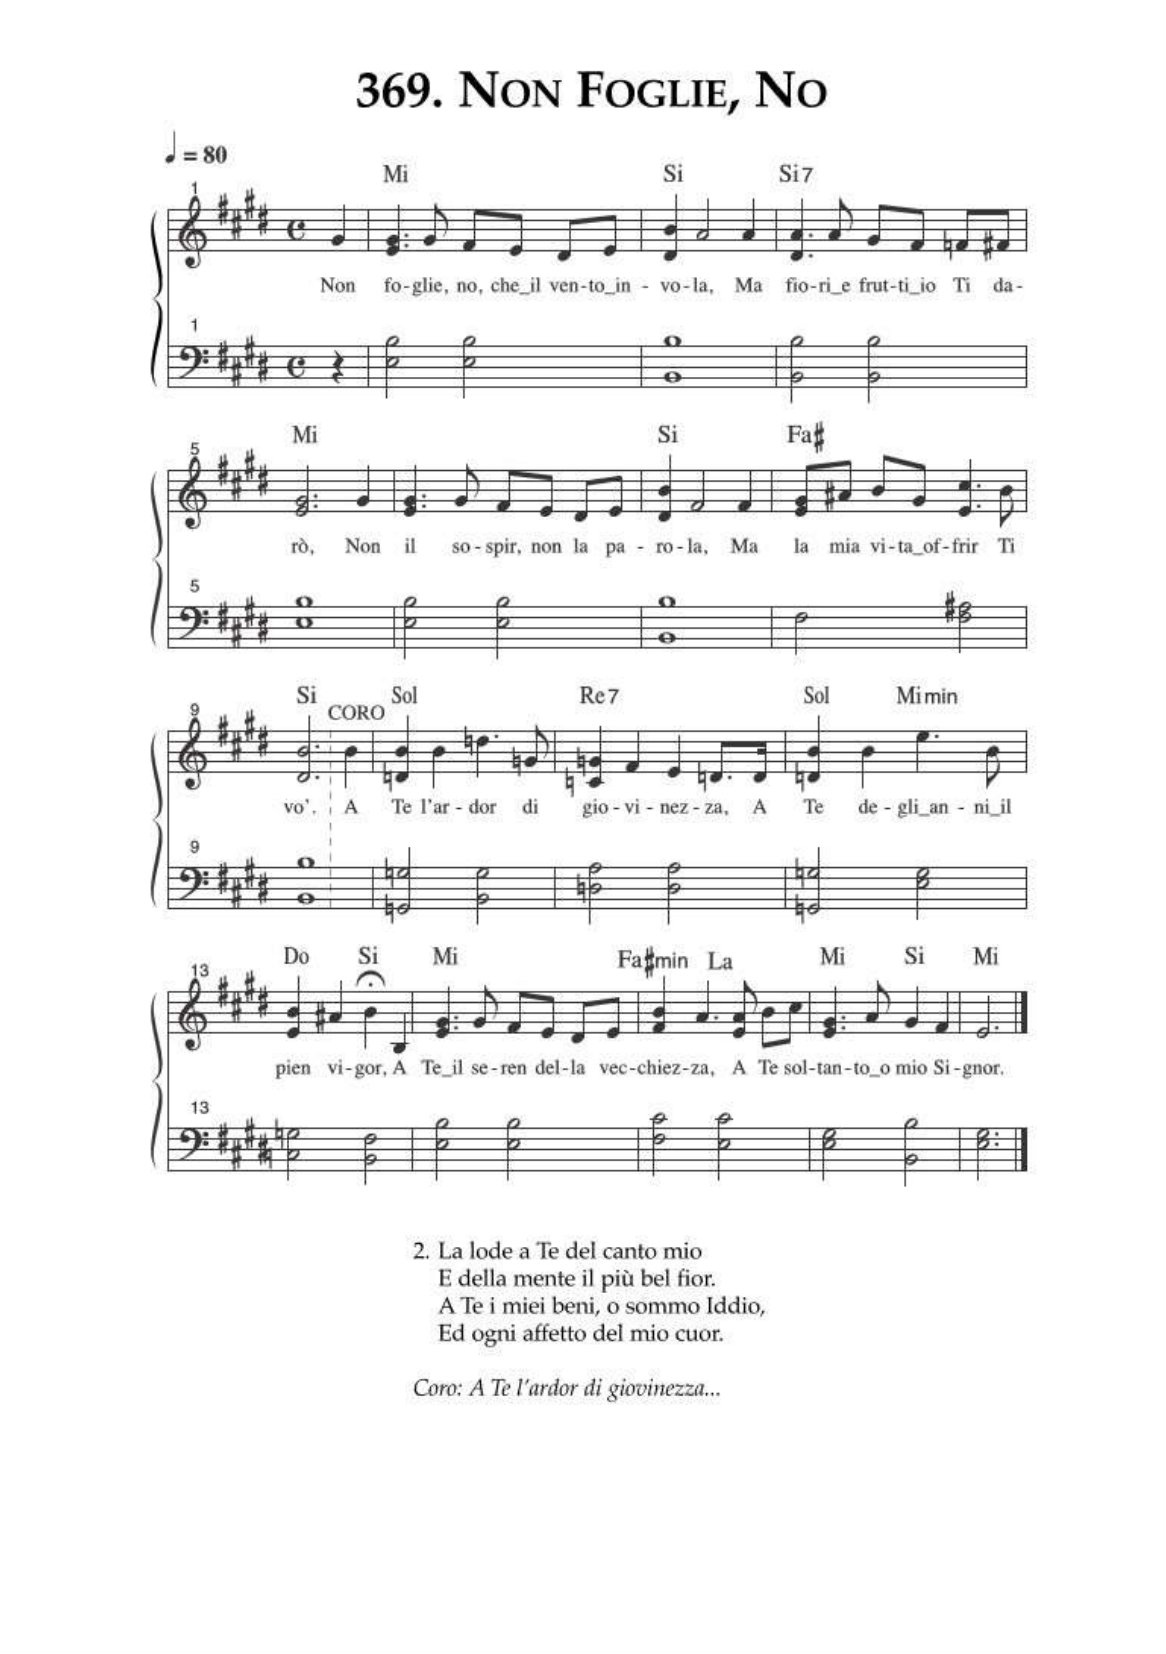 369. NON FOGLIE, NO
♩ = 80
Mi Si Si7
1
Non fo-glie, no, che_il ven-to_in - vo-la, Ma fio-ri_e frut-ti_io Ti da-
1
Mi Si Fa♯
5
rò, Non il so-spir, non la pa - ro-la, Ma la mia vi-ta_of-frir Ti
5
Si CORO Sol Re7 Sol Mimin
9
vo'. A Te l'ar-dor di gio-vi-nez-za, A Te de-gli_an-ni_il
9
Do Si Mi Fa♯min La Mi Si Mi
13
pien vi-gor, A Te_il se-ren del-la vec-chiez-za, A Te sol-tan-to_o mio Si-gnor.
13
2. La lode a Te del canto mio
E della mente il più bel fior.
A Te i miei beni, o sommo Iddio,
Ed ogni affetto del mio cuor.
Coro: A Te l'ardor di giovinezza...